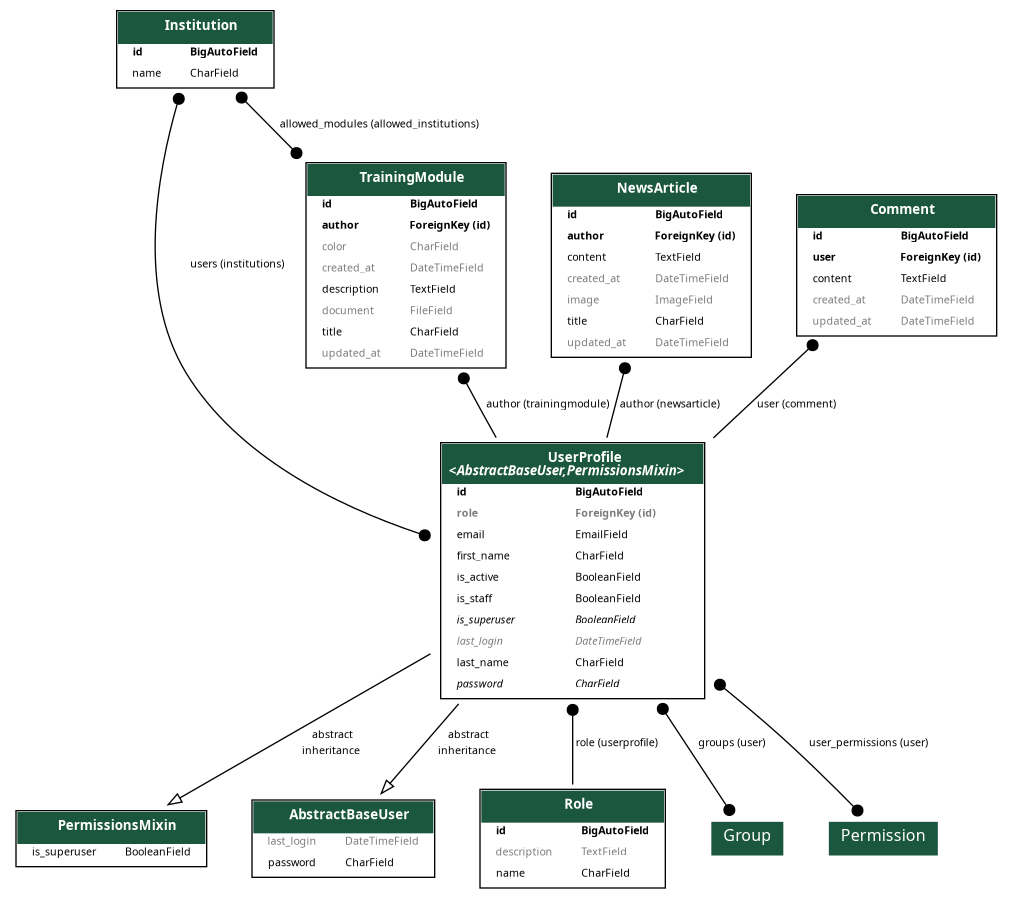 Institution
id BigAutoField
name CharField
allowed_modules (allowed_institutions)
users (institutions)
TrainingModule
id BigAutoField
author ForeignKey (id)
color CharField
created_at DateTimeField
description TextField
document FileField
title CharField
updated_at DateTimeField
NewsArticle
id BigAutoField
author ForeignKey (id)
content TextField
created_at DateTimeField
image ImageField
title CharField
updated_at DateTimeField
Comment
id BigAutoField
user ForeignKey (id)
content TextField
created_at DateTimeField
updated_at DateTimeField
author (trainingmodule)
author (newsarticle)
user (comment)
UserProfile
<AbstractBaseUser,PermissionsMixin>
id BigAutoField
role ForeignKey (id)
email EmailField
first_name CharField
is_active BooleanField
is_staff BooleanField
is_superuser BooleanField
last_login DateTimeField
last_name CharField
password CharField
abstract
inheritance
abstract
inheritance
role (userprofile)
groups (user)
user_permissions (user)
PermissionsMixin
is_superuser BooleanField
AbstractBaseUser
last_login DateTimeField
password CharField
Role
id BigAutoField
description TextField
name CharField
Group
Permission